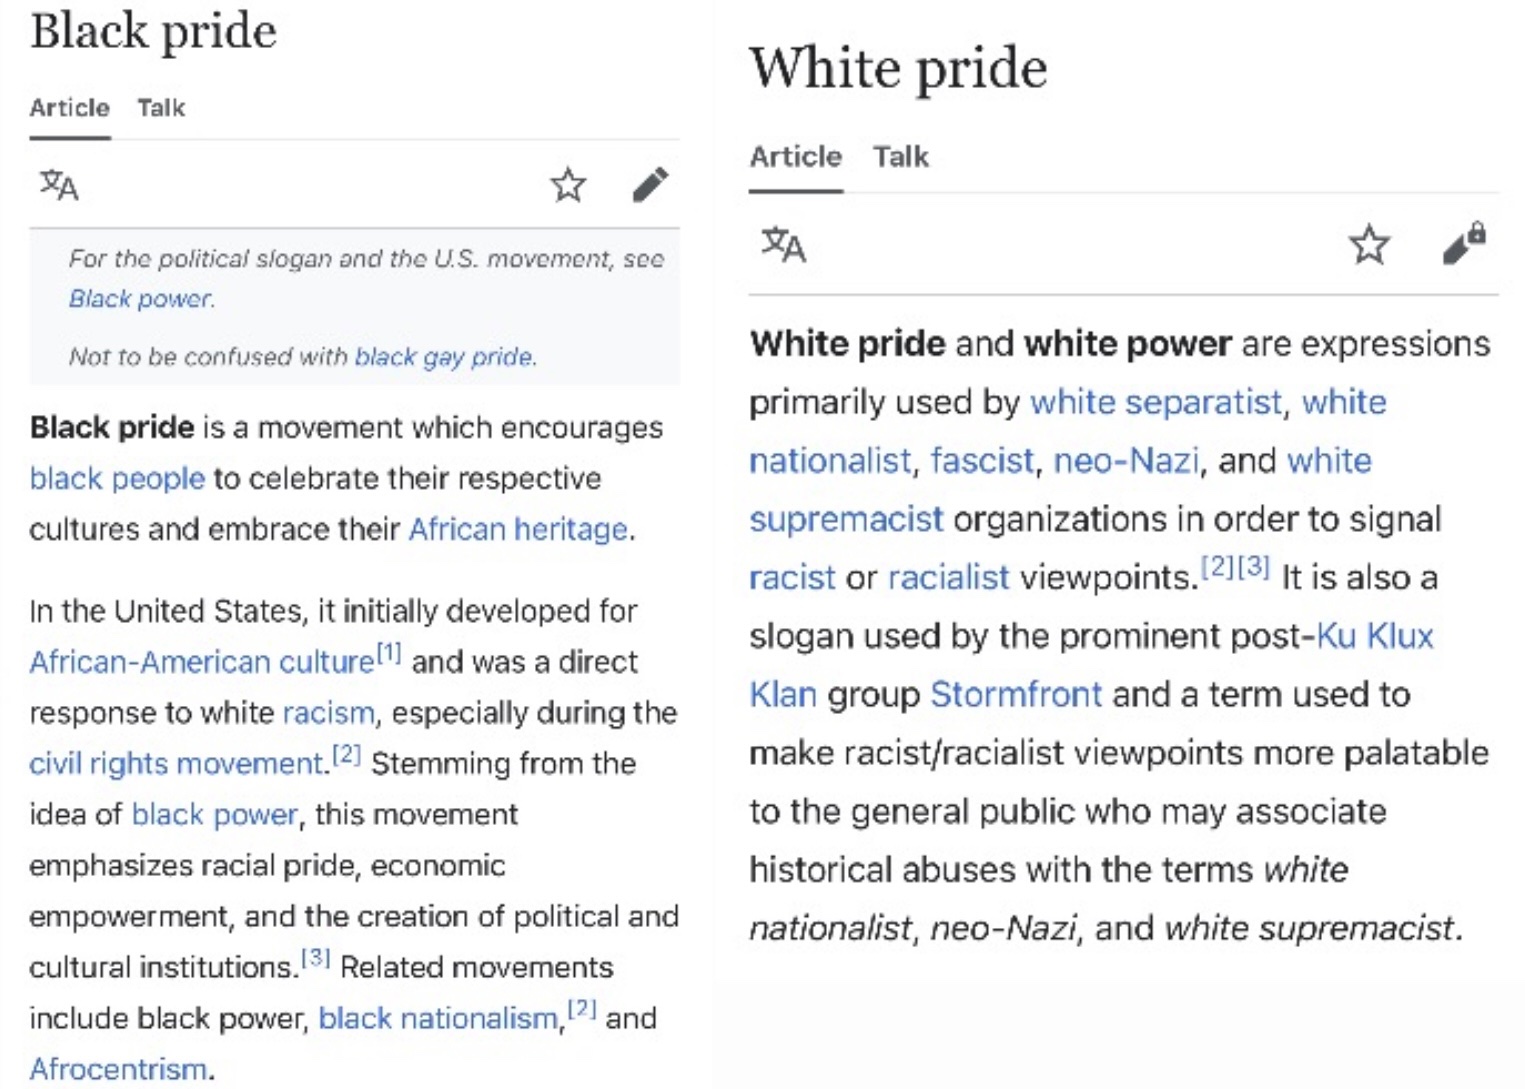 Black pride
Article Talk
For the political slogan and the U.S. movement, see
Black power.
Not to be confused with black gay pride.
Black pride is a movement which encourages
black people to celebrate their respective
cultures and embrace their African heritage.
In the United States, it initially developed for
African-American culture[1] and was a direct
response to white racism, especially during the
civil rights movement.[2] Stemming from the
idea of black power, this movement
emphasizes racial pride, economic
empowerment, and the creation of political and
cultural institutions.[3] Related movements
include black power, black nationalism,[2] and
Afrocentrism.
White pride
Article Talk
White pride and white power are expressions
primarily used by white separatist, white
nationalist, fascist, neo-Nazi, and white
supremacist organizations in order to signal
racist or racialist viewpoints.[2][3] It is also a
slogan used by the prominent post-Ku Klux
Klan group Stormfront and a term used to
make racist/racialist viewpoints more palatable
to the general public who may associate
historical abuses with the terms white
nationalist, neo-Nazi, and white supremacist.